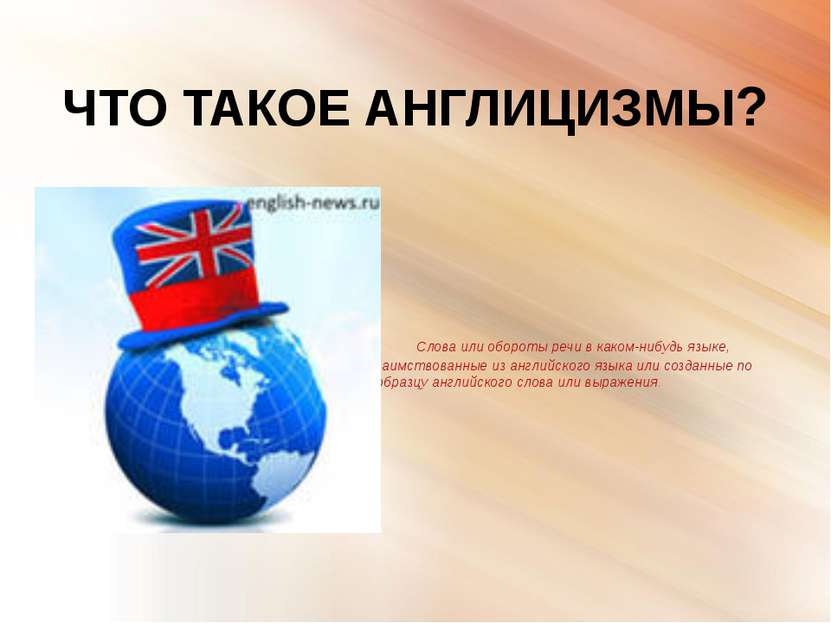 ЧТО ТАКОЕ АНГЛИЦИЗМЫ?
english-news.ru
Слова или обороты речи в каком-нибудь языке,
аимствованные из английского языка или созданные по
образцу английского слова или выражения.